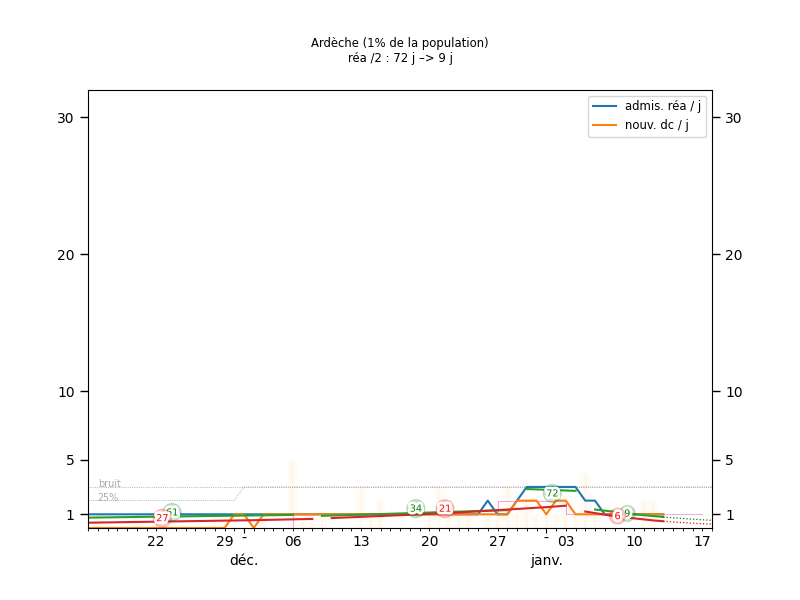 Ardèche (1% de la population)
réa /2 : 72 j –> 9 j
admis. réa / j
nouv. dc / j
30 30
20 20
10 10
5 5
bruit
25%
1 1
27 51 34 21 72 6 9
22 29 - 06 13 20 27 - 03 10 17
déc. janv.